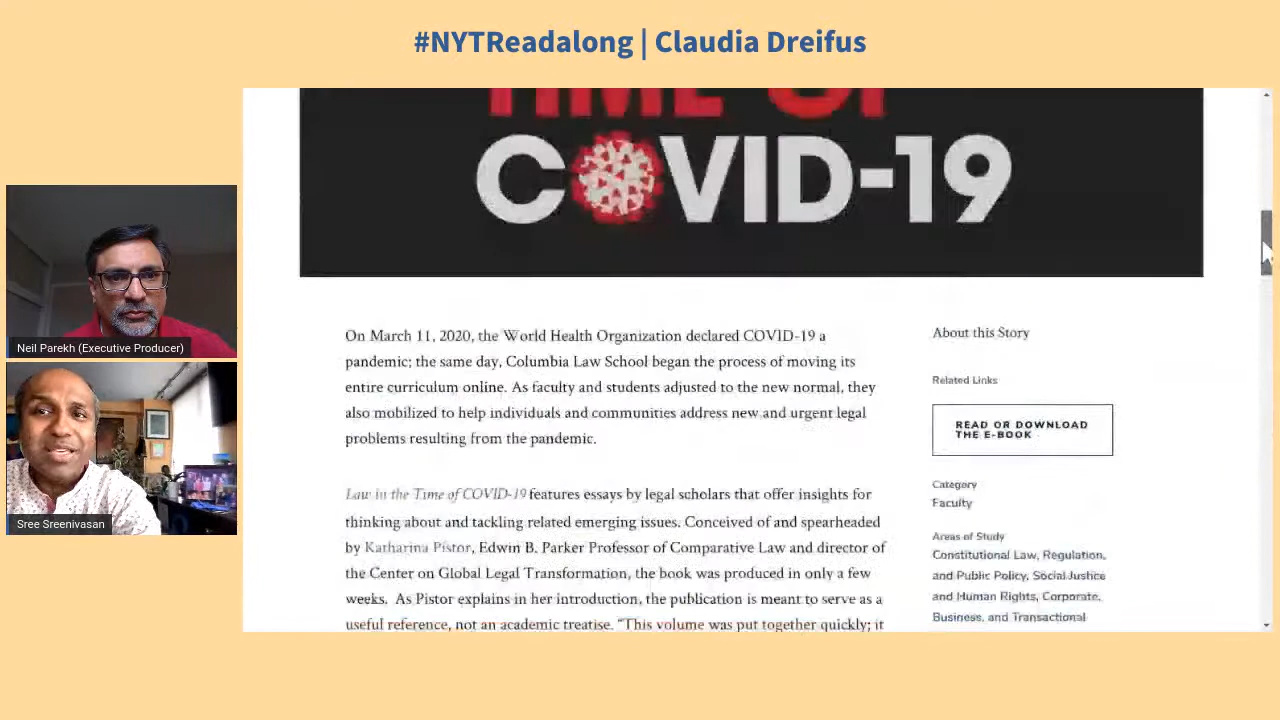 #NYTReadalong | Claudia Dreifus
TIME OF
COVID-19
On March 11, 2020, the World Health Organization declared COVID-19 a
pandemic; the same day, Columbia Law School began the process of moving its
entire curriculum online. As faculty and students adjusted to the new normal, they
also mobilized to help individuals and communities address new and urgent legal
problems resulting from the pandemic.
Law in the Time of COVID-19 features essays by legal scholars that offer insights for
thinking about and tackling related emerging issues. Conceived of and spearheaded
by Katharina Pistor, Edwin B. Parker Professor of Comparative Law and director of
the Center on Global Legal Transformation, the book was produced in only a few
weeks. As Pistor explains in her introduction, the publication is meant to serve as a
useful reference, not an academic treatise. “This volume was put together quickly; it
About this Story
Related Links
READ OR DOWNLOAD
THE E-BOOK
Category
Faculty
Areas of Study
Constitutional Law, Regulation,
and Public Policy, Social Justice
and Human Rights, Corporate,
Business, and Transactional
Neil Parekh (Executive Producer)
Sree Sreenivasan